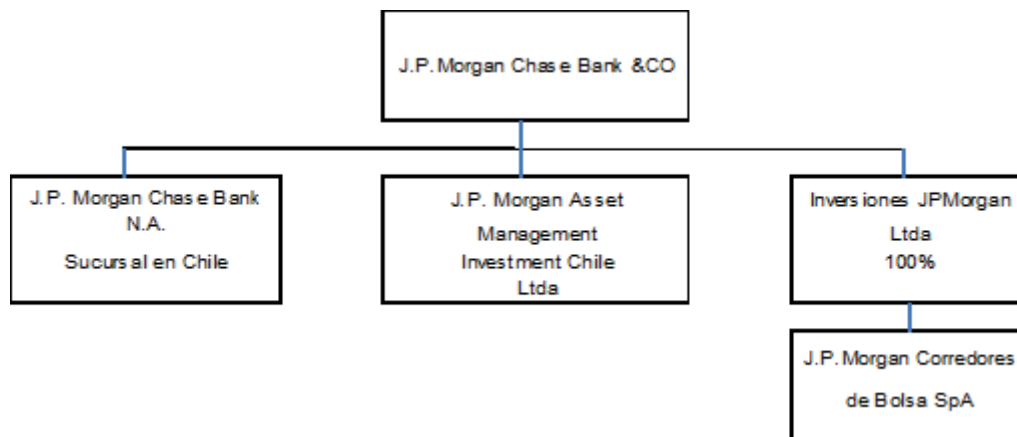 J.P. Morgan Chase Bank &CO
J.P. Morgan Chase Bank
N.A.
Sucursal en Chile
J.P. Morgan Asset
Management
Investment Chile
Ltda
Inversiones JPMorgan
Ltda
100%
J.P. Morgan Corredores
de Bolsa SpA